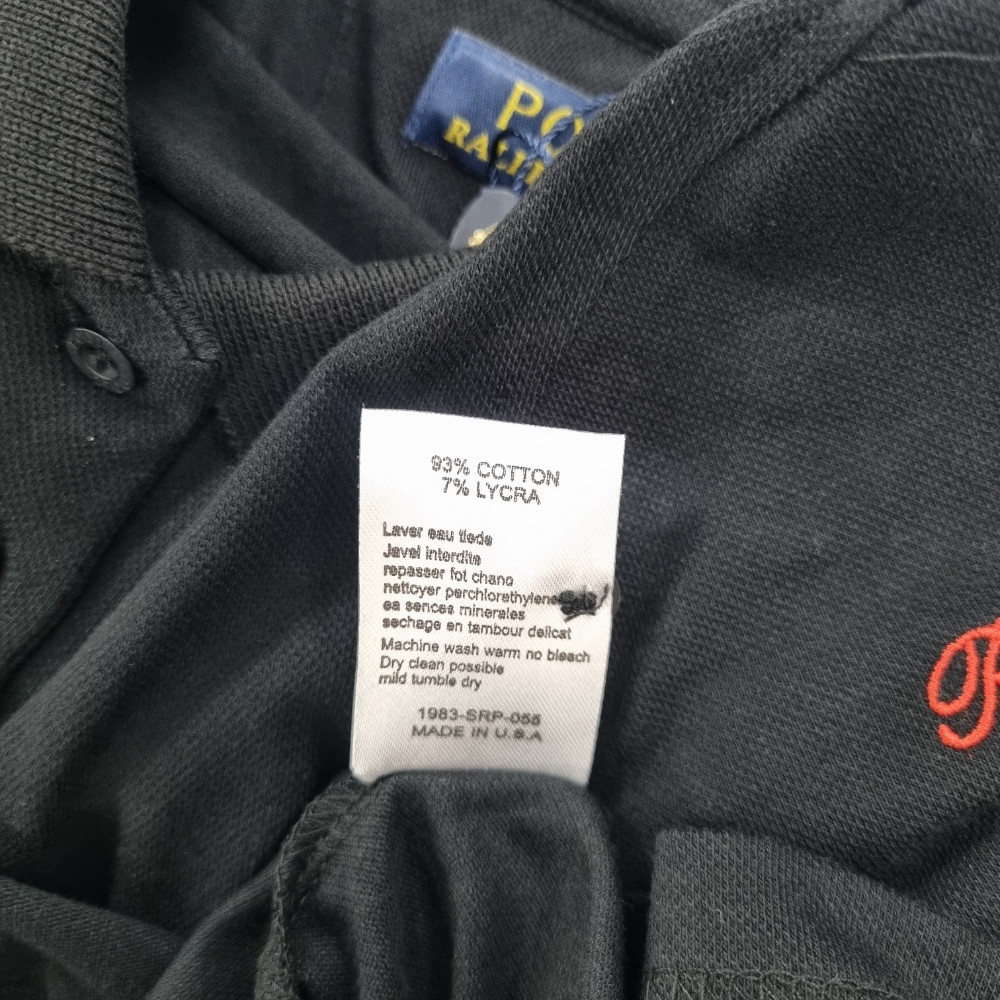 PO
RAL
93% COTTON
7% LYCRA
Laver eau tiede
Javel interdite
repasser fot chano
nettoyer perchlorethylene
ea sences minerales
sechage en tambour delicat
Machine wash warm no bleach
Dry clean possible
mild tumble dry
1983-SRP-055
MADE IN U.S.A